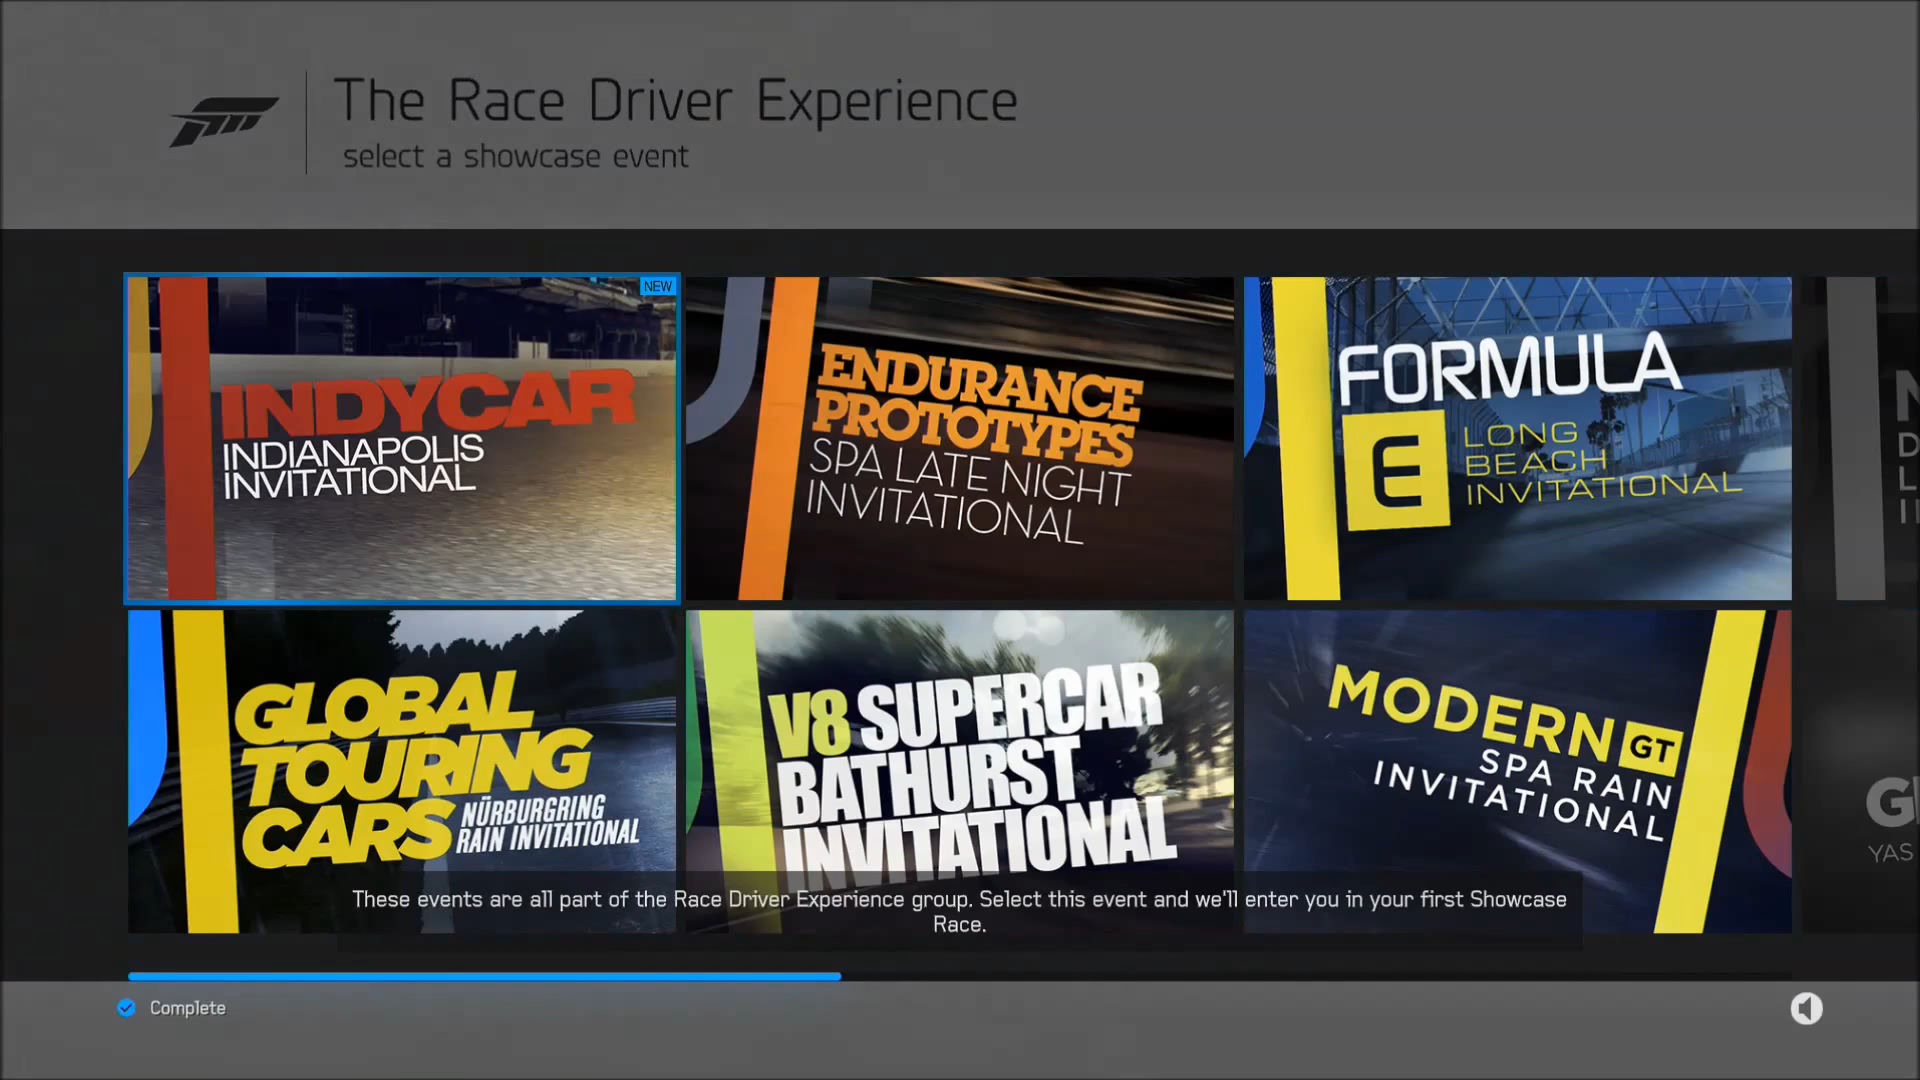 The Race Driver Experience
select a showcase event
NEW
INDYCAR
INDIANAPOLIS
INVITATIONAL
ENDURANCE
PROTOTYPES
SPA LATE NIGHT
INVITATIONAL
FORMULA
E
LONG
BEACH
INVITATIONAL
GLOBAL
TOURING
CARS
NÜRBURGRING
RAIN INVITATIONAL
V8 SUPERCAR
BATHURST
INVITATIONAL
MODERN GT
SPA RAIN
INVITATIONAL
YAS
These events are all part of the Race Driver Experience group. Select this event and we'll enter you in your first Showcase
Race.
Complete